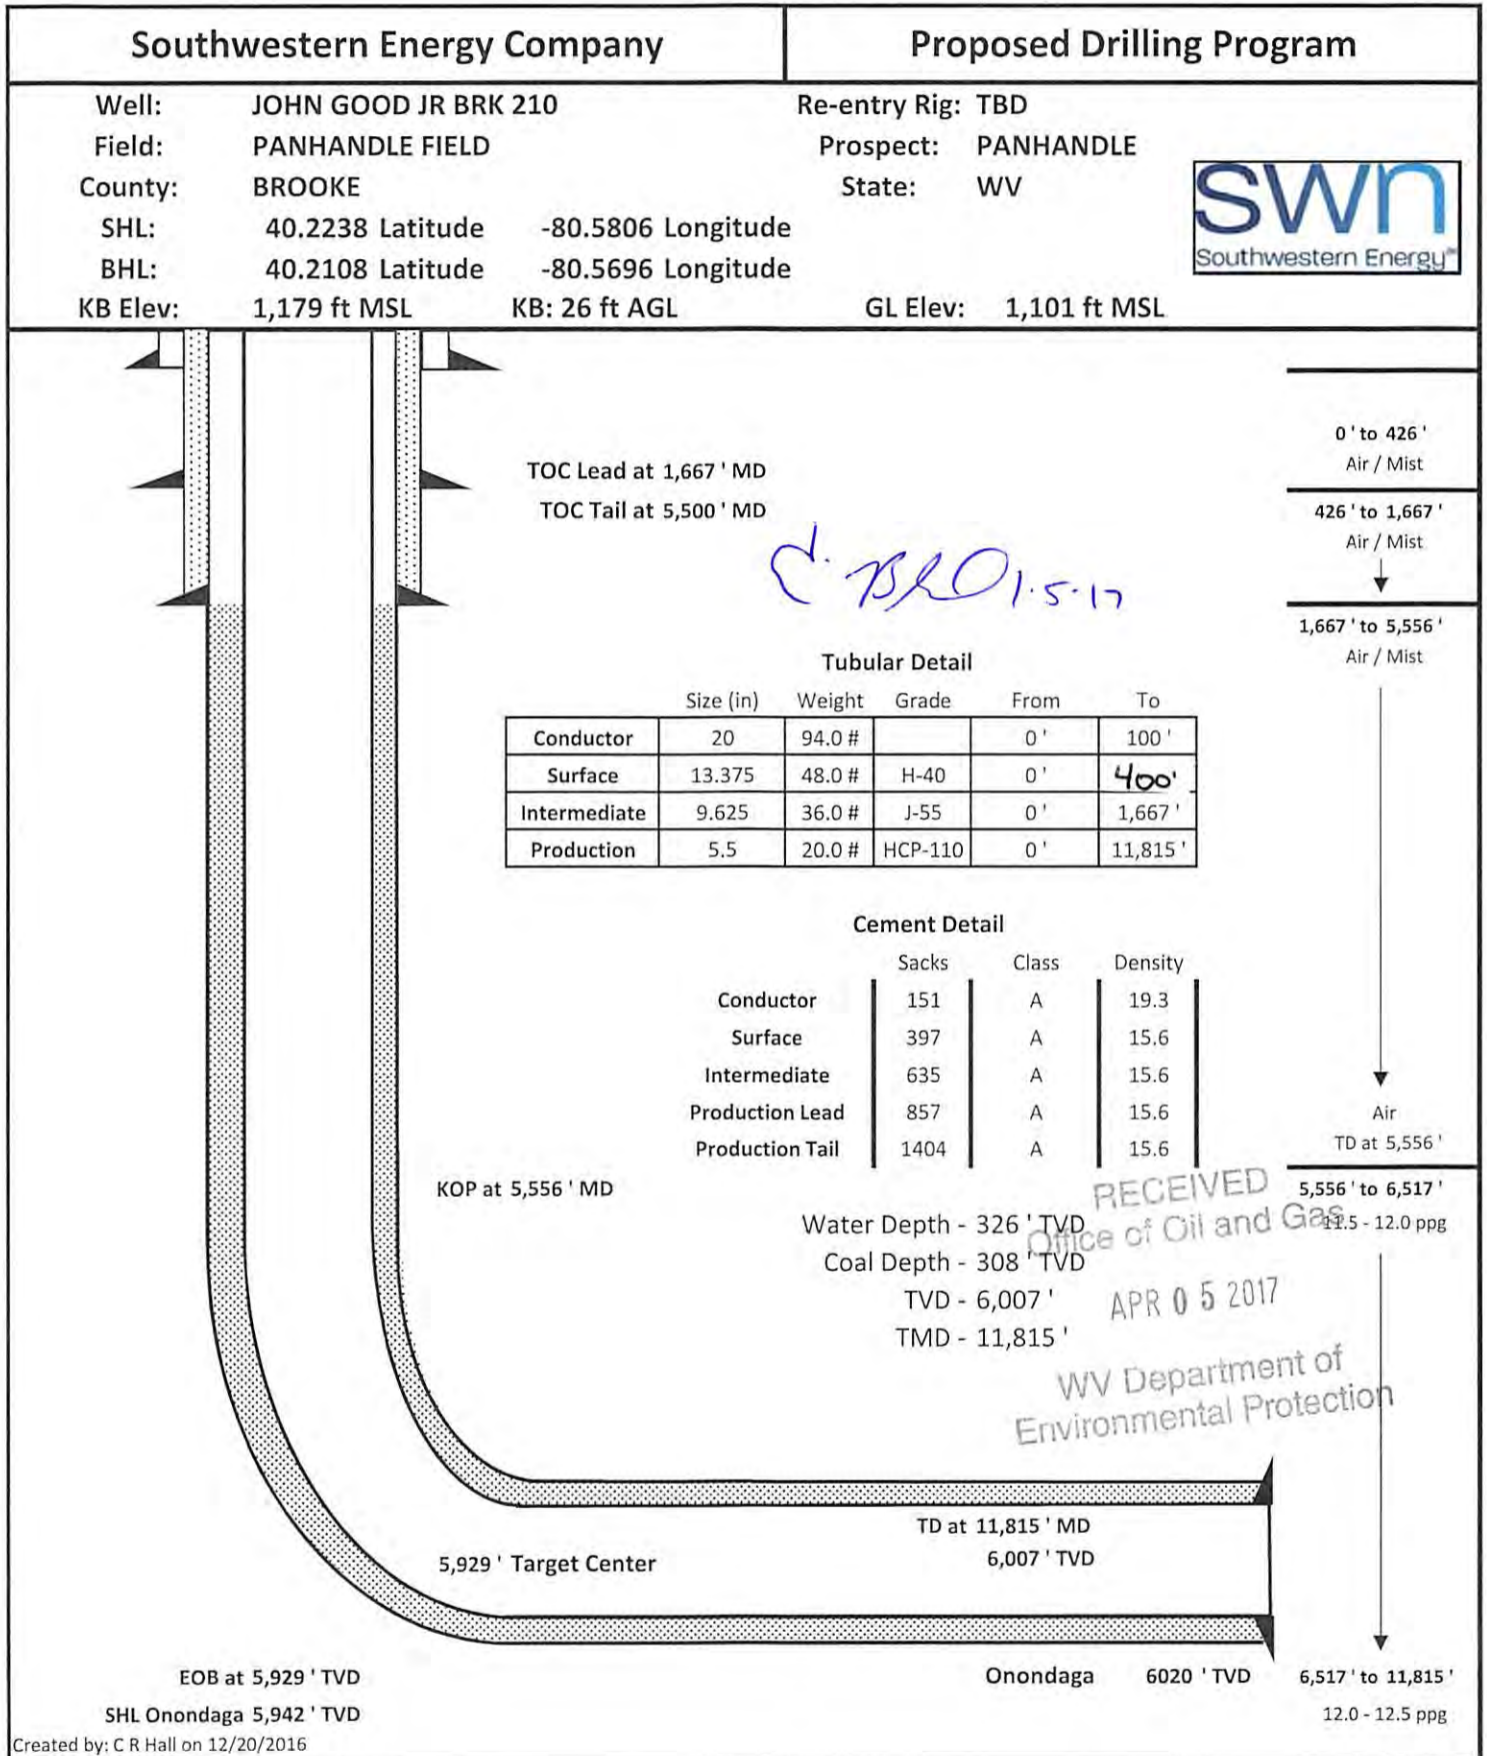 Southwestern Energy Company
Proposed Drilling Program
Well: JOHN GOOD JR BRK 210 Re-entry Rig: TBD
Field: PANHANDLE FIELD Prospect: PANHANDLE
County: BROOKE State: WV
SHL: 40.2238 Latitude -80.5806 Longitude
BHL: 40.2108 Latitude -80.5696 Longitude
KB Elev: 1,179 ft MSL KB: 26 ft AGL GL Elev: 1,101 ft MSL
swn
Southwestern Energy
0 ' to 426 '
Air / Mist
TOC Lead at 1,667 ' MD
TOC Tail at 5,500 ' MD
426 ' to 1,667 '
Air / Mist
1.5.17
1,667 ' to 5,556 '
Air / Mist
Tubular Detail
Size (in) Weight Grade From To
Conductor 20 94.0 # 0 ' 100 '
Surface 13.375 48.0 # H-40 0 ' 400'
Intermediate 9.625 36.0 # J-55 0 ' 1,667 '
Production 5.5 20.0 # HCP-110 0 ' 11,815 '
Cement Detail
Sacks Class Density
Conductor 151 A 19.3
Surface 397 A 15.6
Intermediate 635 A 15.6
Production Lead 857 A 15.6
Production Tail 1404 A 15.6
Air
TD at 5,556 '
KOP at 5,556 ' MD
5,556 ' to 6,517 '
11.5 - 12.0 ppg
Water Depth - 326 ' TVD
Coal Depth - 308 ' TVD
TVD - 6,007 '
TMD - 11,815 '
RECEIVED
Office of Oil and Gas
APR 05 2017
WV Department of
Environmental Protection
TD at 11,815 ' MD
6,007 ' TVD
5,929 ' Target Center
EOB at 5,929 ' TVD
Onondaga 6020 ' TVD
6,517 ' to 11,815 '
SHL Onondaga 5,942 ' TVD
12.0 - 12.5 ppg
Created by: C R Hall on 12/20/2016